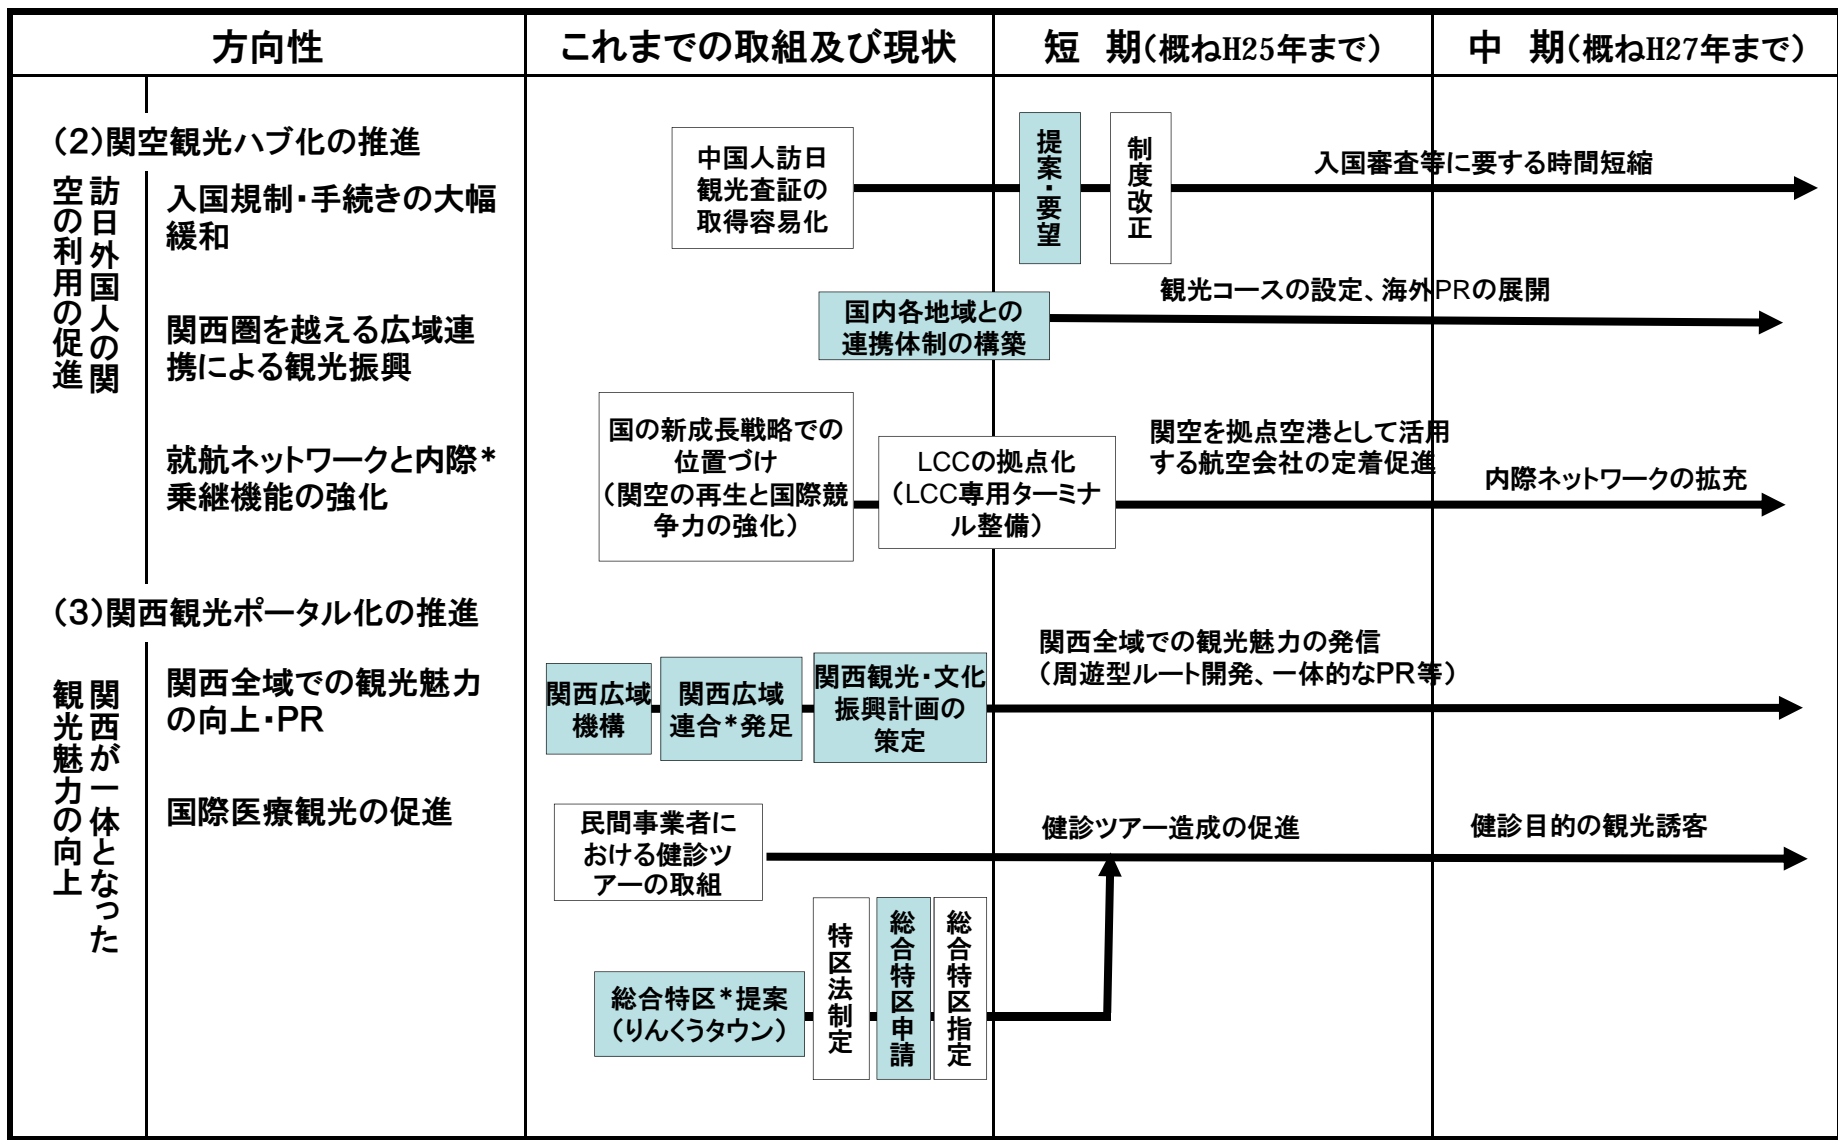 方向性
これまでの取組及び現状
短　期(概ねH25年まで)
中　期(概ねH27年まで)
(2)関空観光ハブ化の推進
訪日外国人の関
空の利用の促進
入国規制・手続きの大幅
緩和
中国人訪日
観光査証の
取得容易化
提案・要望
制度改正
入国審査等に要する時間短縮
関西圏を越える広域連
携による観光振興
国内各地域との
連携体制の構築
観光コースの設定、海外PRの展開
就航ネットワークと内際*
乗継機能の強化
国の新成長戦略での
位置づけ
(関空の再生と国際競
争力の強化)
LCCの拠点化
(LCC専用ターミナ
ル整備)
関空を拠点空港として活用
する航空会社の定着促進
内際ネットワークの拡充
(3)関西観光ポータル化の推進
関西が一体となった
観光魅力の向上
関西全域での観光魅力
の向上・PR
関西広域
機構
関西広域
連合*発足
関西観光・文化
振興計画の
策定
関西全域での観光魅力の発信
(周遊型ルート開発、一体的なPR等)
国際医療観光の促進
民間事業者に
おける健診ツ
アーの取組
健診ツアー造成の促進
健診目的の観光誘客
総合特区*提案
(りんくうタウン)
特区法制定
総合特区申請
総合特区指定